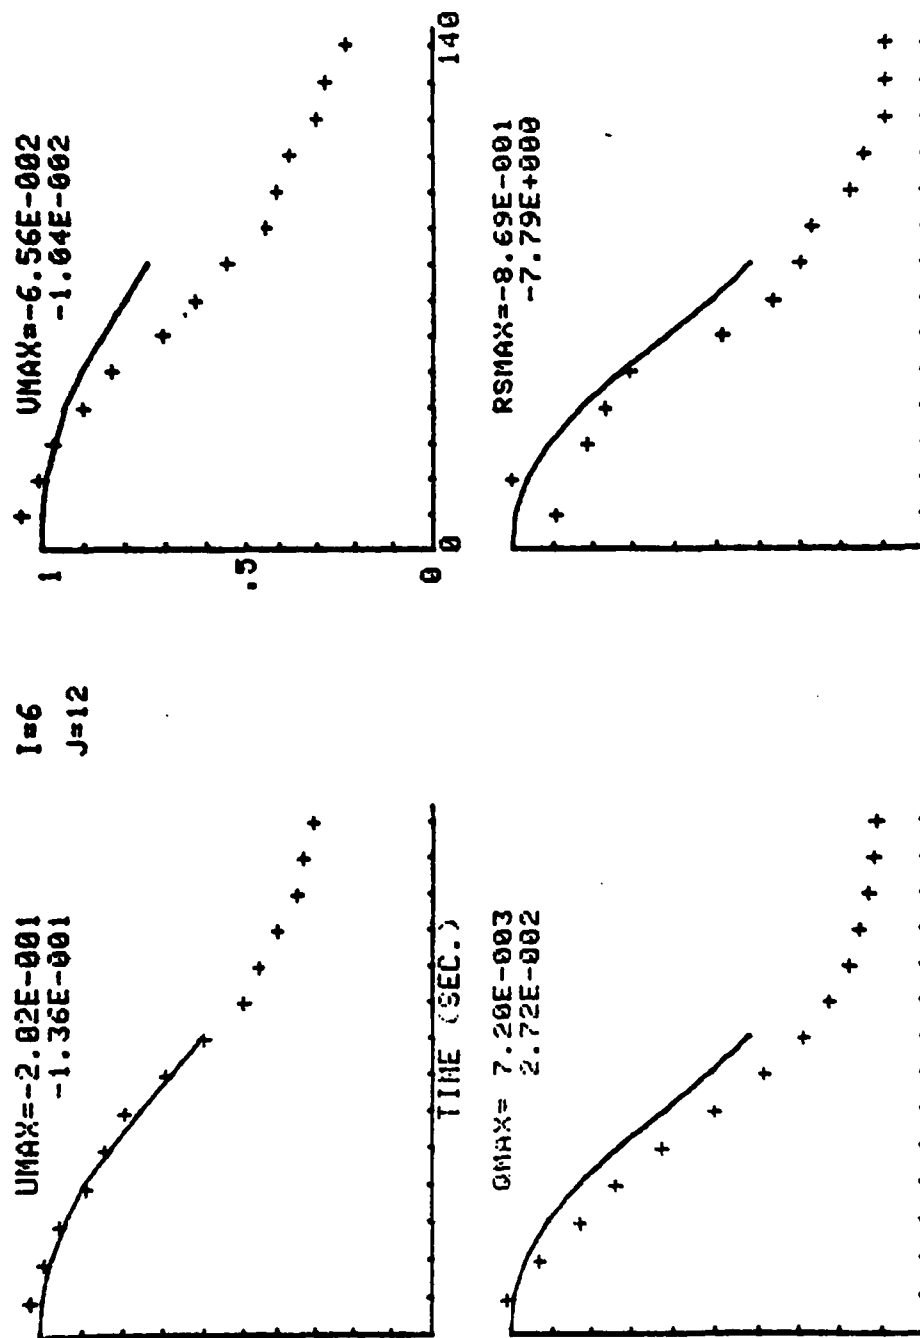 UMAX=-2.02E-001
-1.36E-001
I=6
J=12
VMAX=-6.56E-002
-1.04E-002
1
.5
0
0
140
TIME (SEC.)
QMAX= 7.20E-003
2.72E-002
RSMAX=-8.69E-001
-7.79E+000